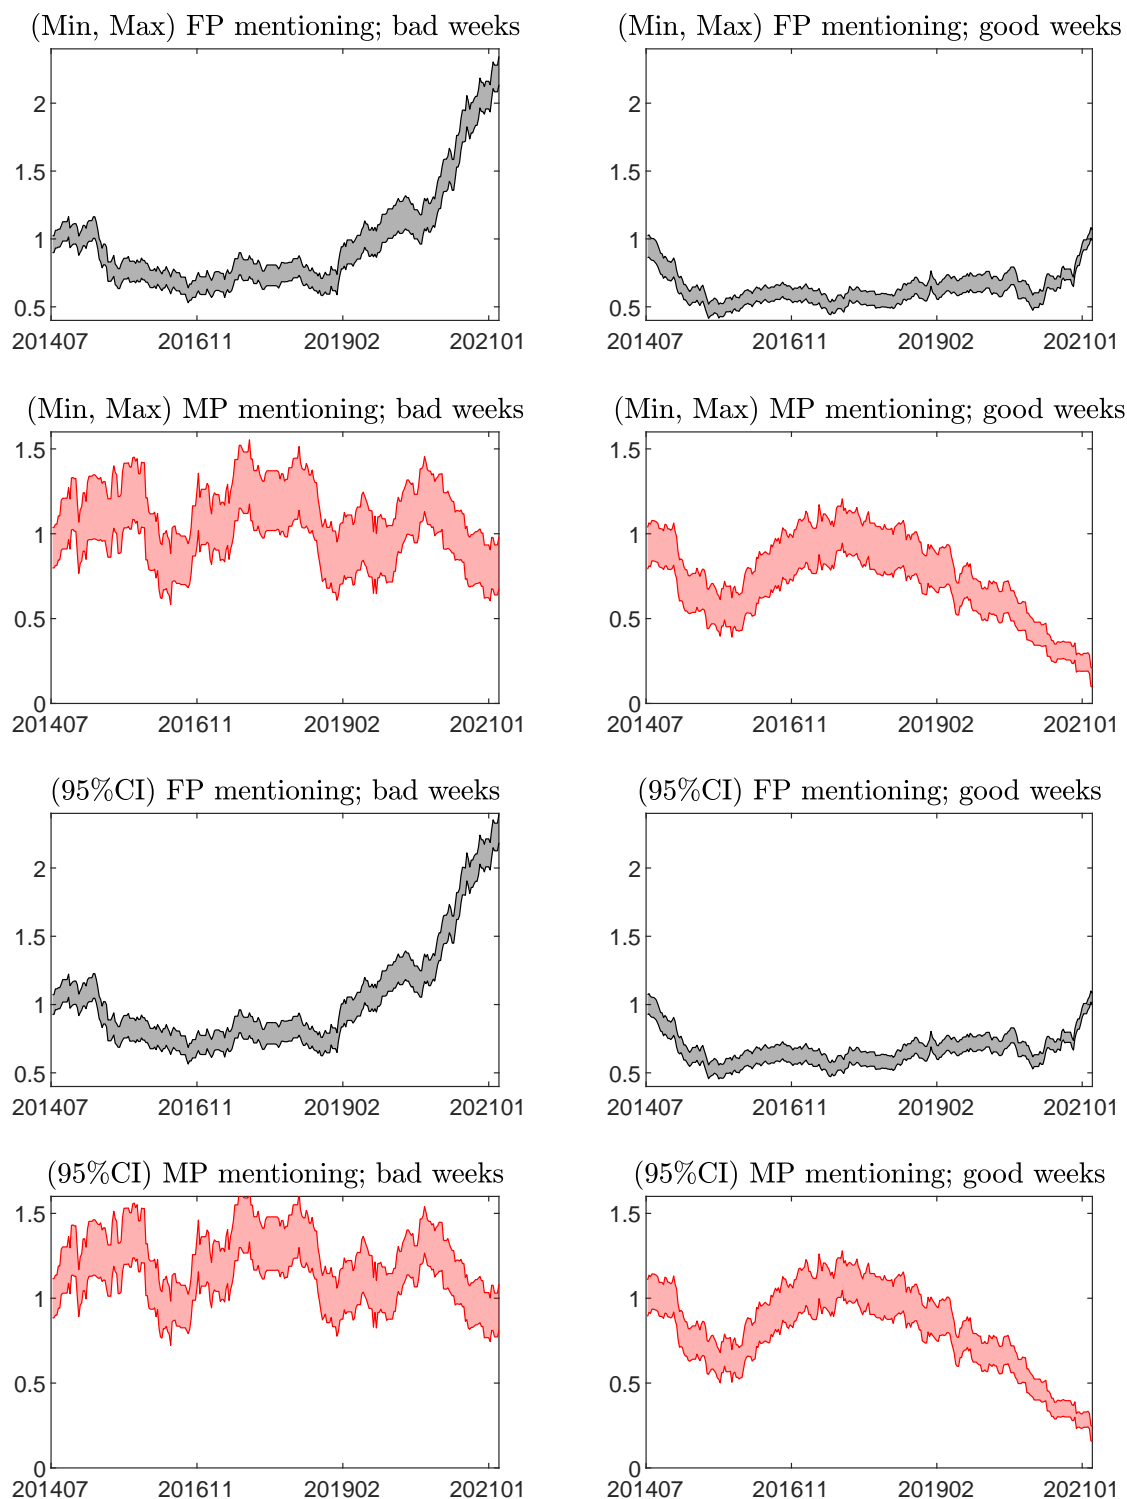 (Min, Max) FP mentioning; bad weeks
2
1.5
1
0.5
201407 201611 201902 202101
(Min, Max) FP mentioning; good weeks
2
1.5
1
0.5
201407 201611 201902 202101
(Min, Max) MP mentioning; bad weeks
1.5
1
0.5
0
201407 201611 201902 202101
(Min, Max) MP mentioning; good weeks
1.5
1
0.5
0
201407 201611 201902 202101
(95%CI) FP mentioning; bad weeks
2
1.5
1
0.5
201407 201611 201902 202101
(95%CI) FP mentioning; good weeks
2
1.5
1
0.5
201407 201611 201902 202101
(95%CI) MP mentioning; bad weeks
1.5
1
0.5
0
201407 201611 201902 202101
(95%CI) MP mentioning; good weeks
1.5
1
0.5
0
201407 201611 201902 202101